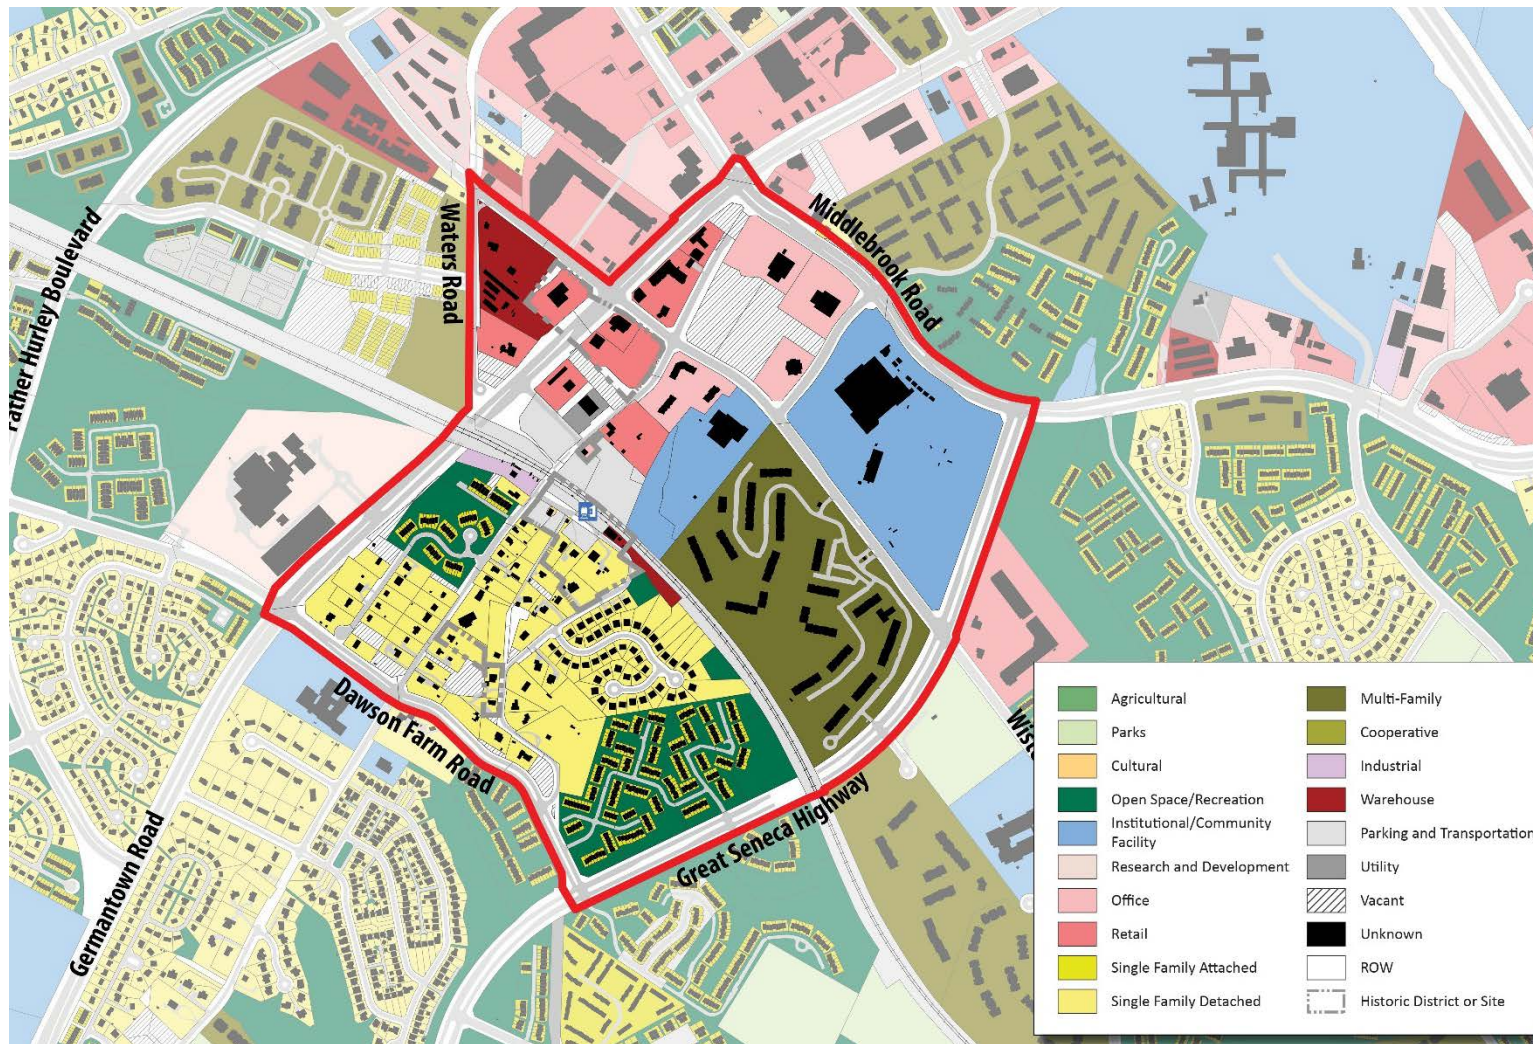 Middlebrook Road
Waters Road
Father Hurley Boulevard
Dawson Farm Road
Great Seneca Highway
Germantown Road
Agricultural
Parks
Cultural
Open Space/Recreation
Institutional/Community
Facility
Research and Development
Office
Retail
Single Family Attached
Single Family Detached
Multi-Family
Cooperative
Industrial
Warehouse
Parking and Transportation
Utility
Vacant
Unknown
ROW
Historic District or Site